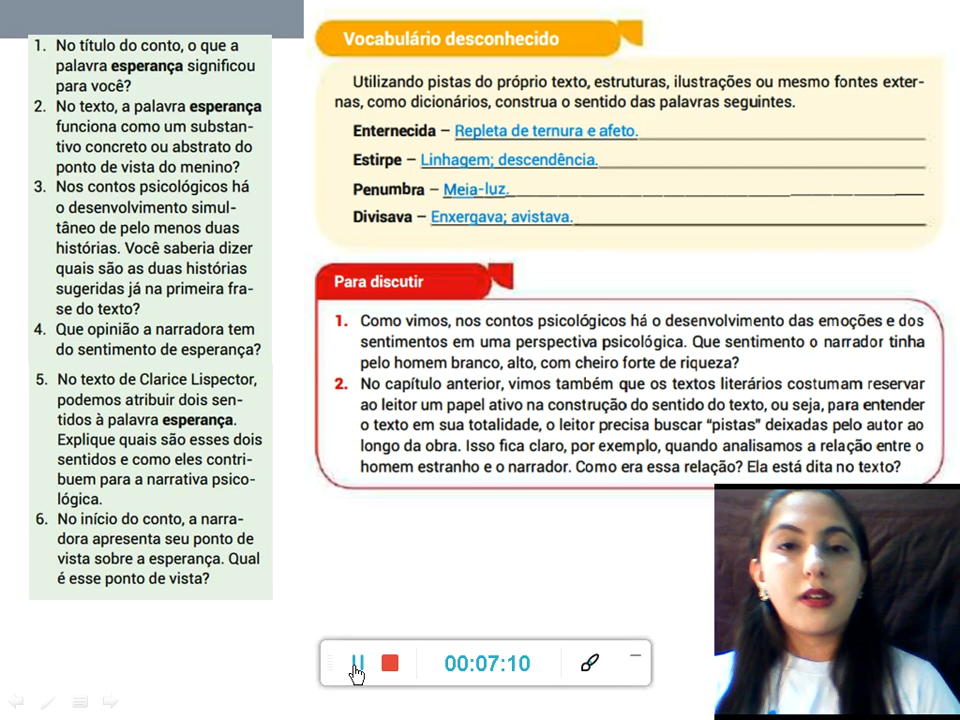 1. No título do conto, o que a
palavra esperança significou
para você?
2. No texto, a palavra esperança
funciona como um substan-
tivo concreto ou abstrato do
ponto de vista do menino?
3. Nos contos psicológicos há
o desenvolvimento simul-
tâneo de pelo menos duas
histórias. Você saberia dizer
quais são as duas histórias
sugeridas já na primeira fra-
se do texto?
4. Que opinião a narradora tem
do sentimento de esperança?
5. No texto de Clarice Lispector,
podemos atribuir dois sen-
tidos à palavra esperança.
Explique quais são esses dois
sentidos e como eles contri-
buem para a narrativa psico-
lógica.
6. No início do conto, a narra-
dora apresenta seu ponto de
vista sobre a esperança. Qual
é esse ponto de vista?
Vocabulário desconhecido
Utilizando pistas do próprio texto, estruturas, ilustrações ou mesmo fontes exter-
nas, como dicionários, construa o sentido das palavras seguintes.
Enternecida – Repleta de ternura e afeto.
Estirpe – Linhagem; descendência.
Penumbra – Meia-luz.
Divisava – Enxergava; avistava.
Para discutir
1. Como vimos, nos contos psicológicos há o desenvolvimento das emoções e dos
sentimentos em uma perspectiva psicológica. Que sentimento o narrador tinha
pelo homem branco, alto, com cheiro forte de riqueza?
2. No capítulo anterior, vimos também que os textos literários costumam reservar
ao leitor um papel ativo na construção do sentido do texto, ou seja, para entender
o texto em sua totalidade, o leitor precisa buscar “pistas” deixadas pelo autor ao
longo da obra. Isso fica claro, por exemplo, quando analisamos a relação entre o
homem estranho e o narrador. Como era essa relação? Ela está dita no texto?
00:07:10